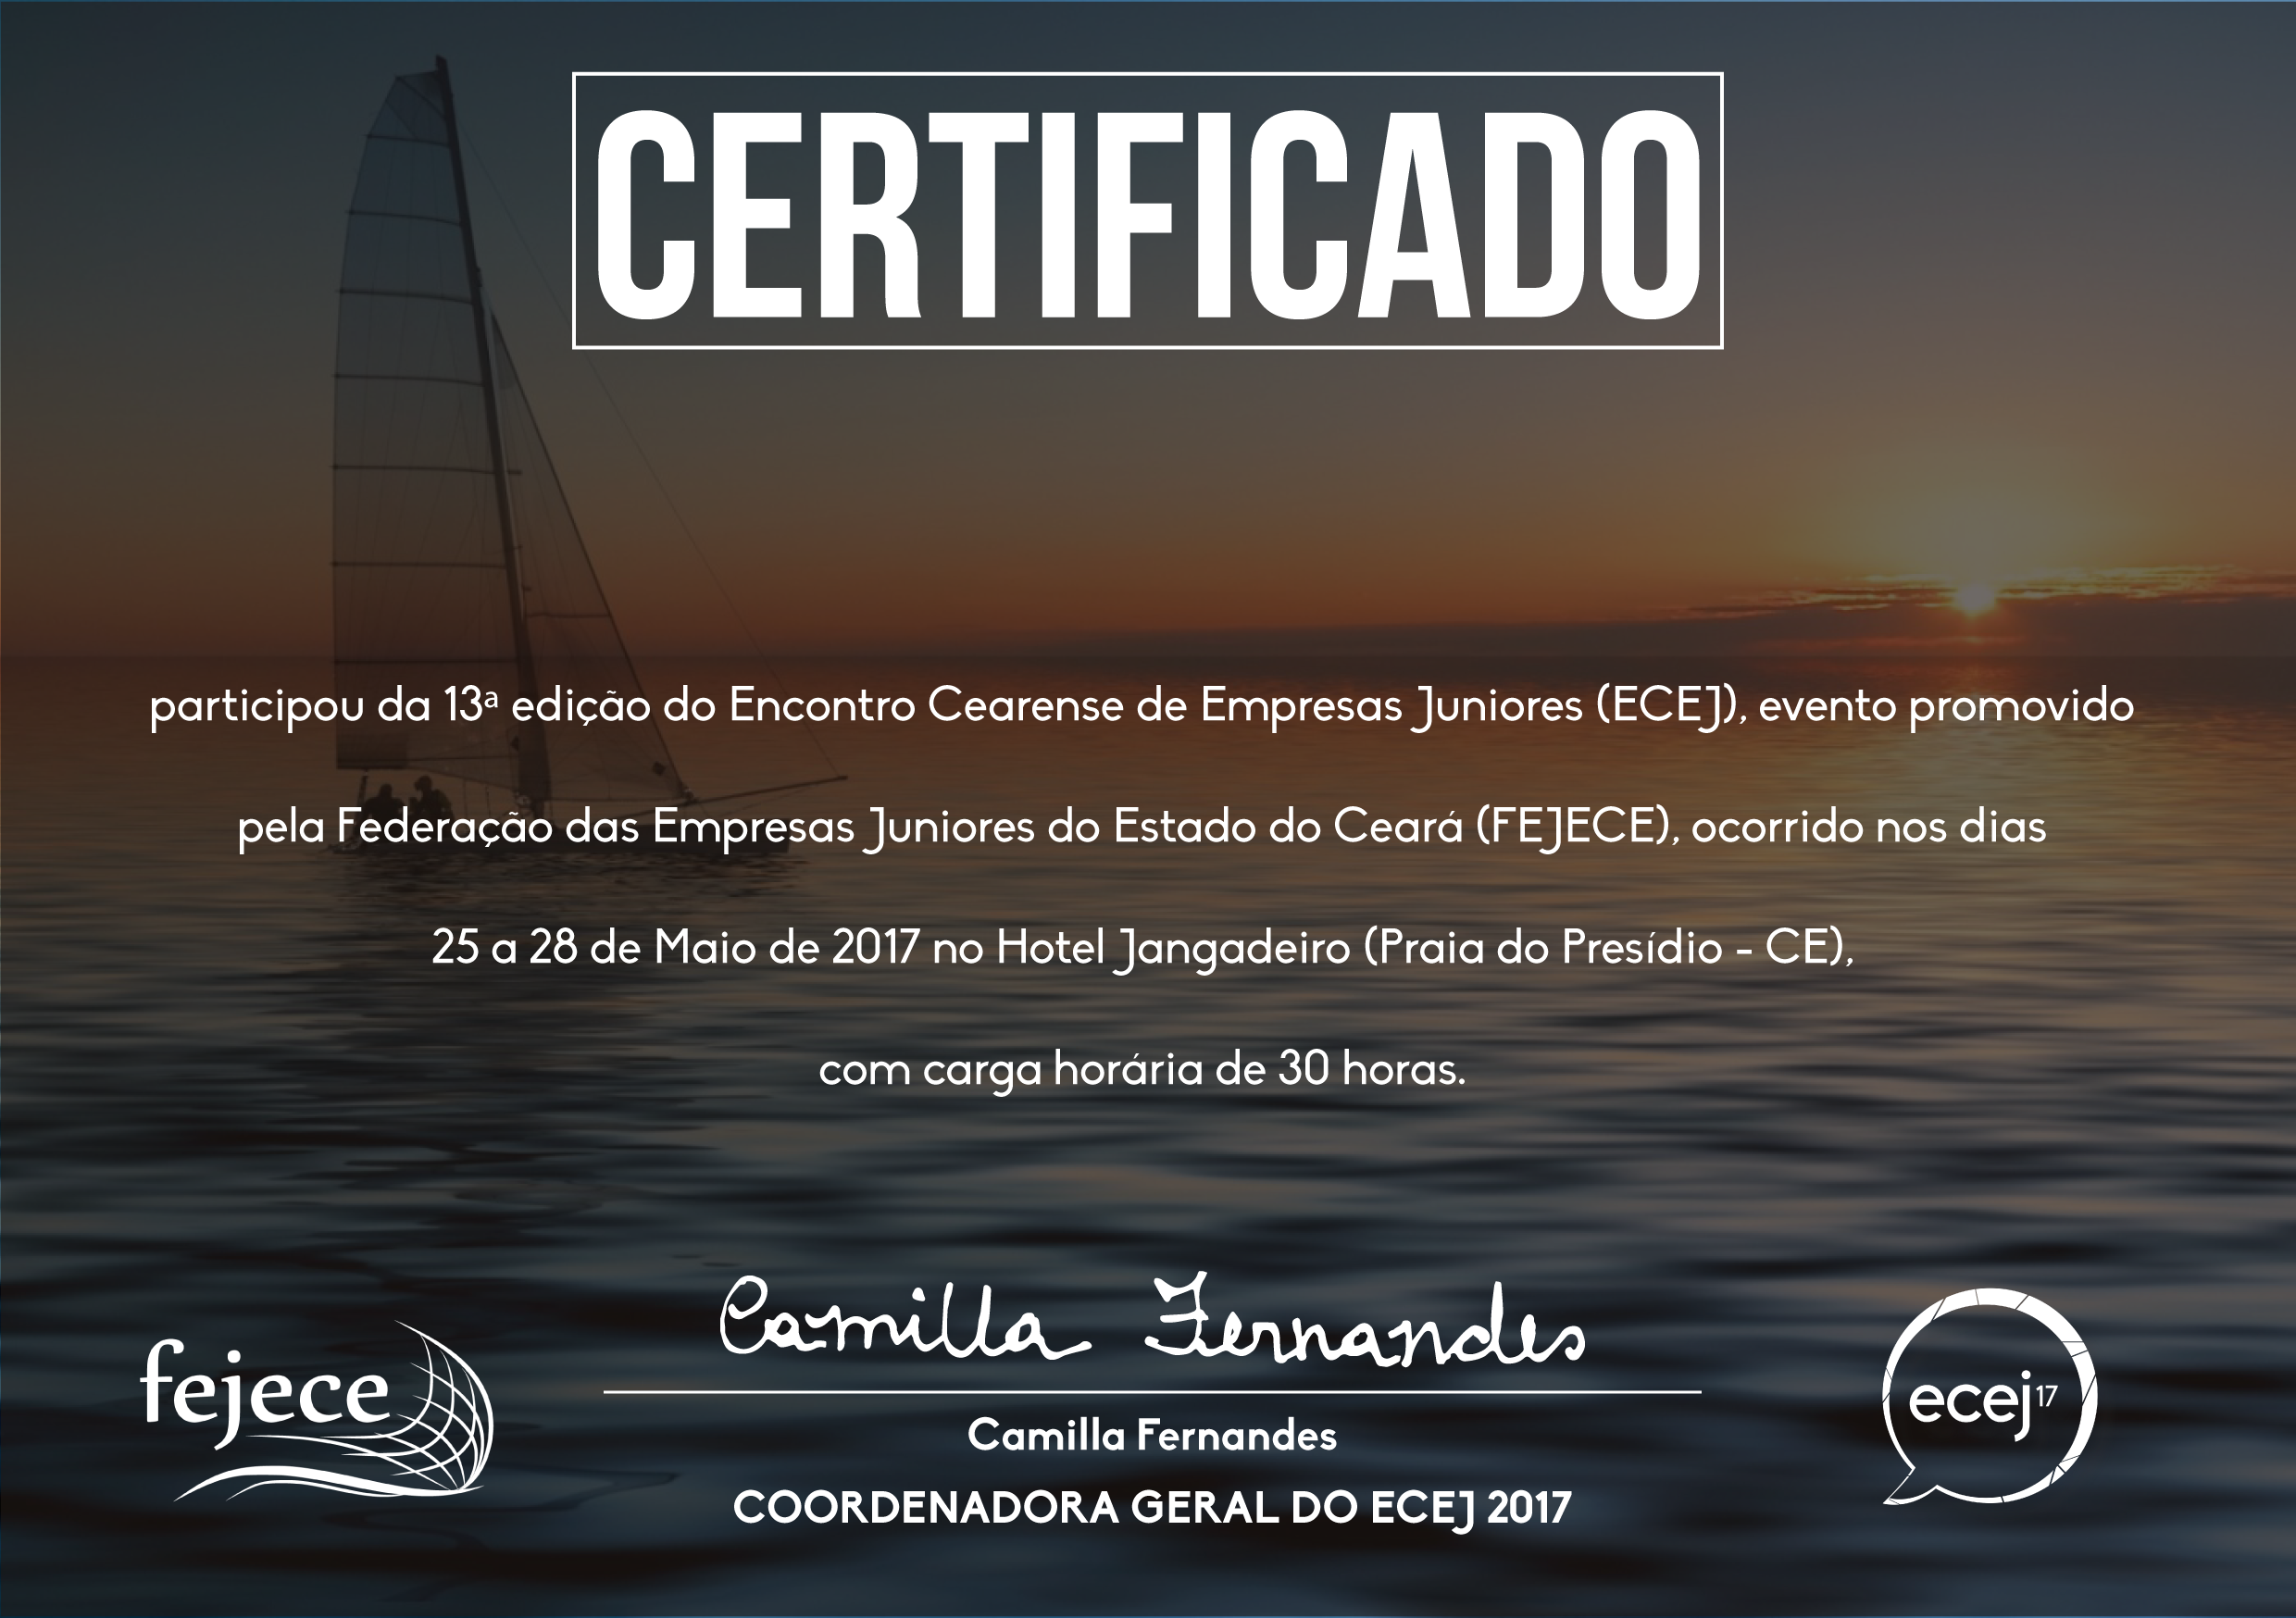 CERTIFICADO
participou da 13ª edição do Encontro Cearense de Empresas Juniores (ECEJ), evento promovido
pela Federação das Empresas Juniores do Estado do Ceará (FEJECE), ocorrido nos dias
25 a 28 de Maio de 2017 no Hotel Jangadeiro (Praia do Presídio - CE),
com carga horária de 30 horas.
Camilla Fernandes
fejece
ecej17
Camilla Fernandes
COORDENADORA GERAL DO ECEJ 2017